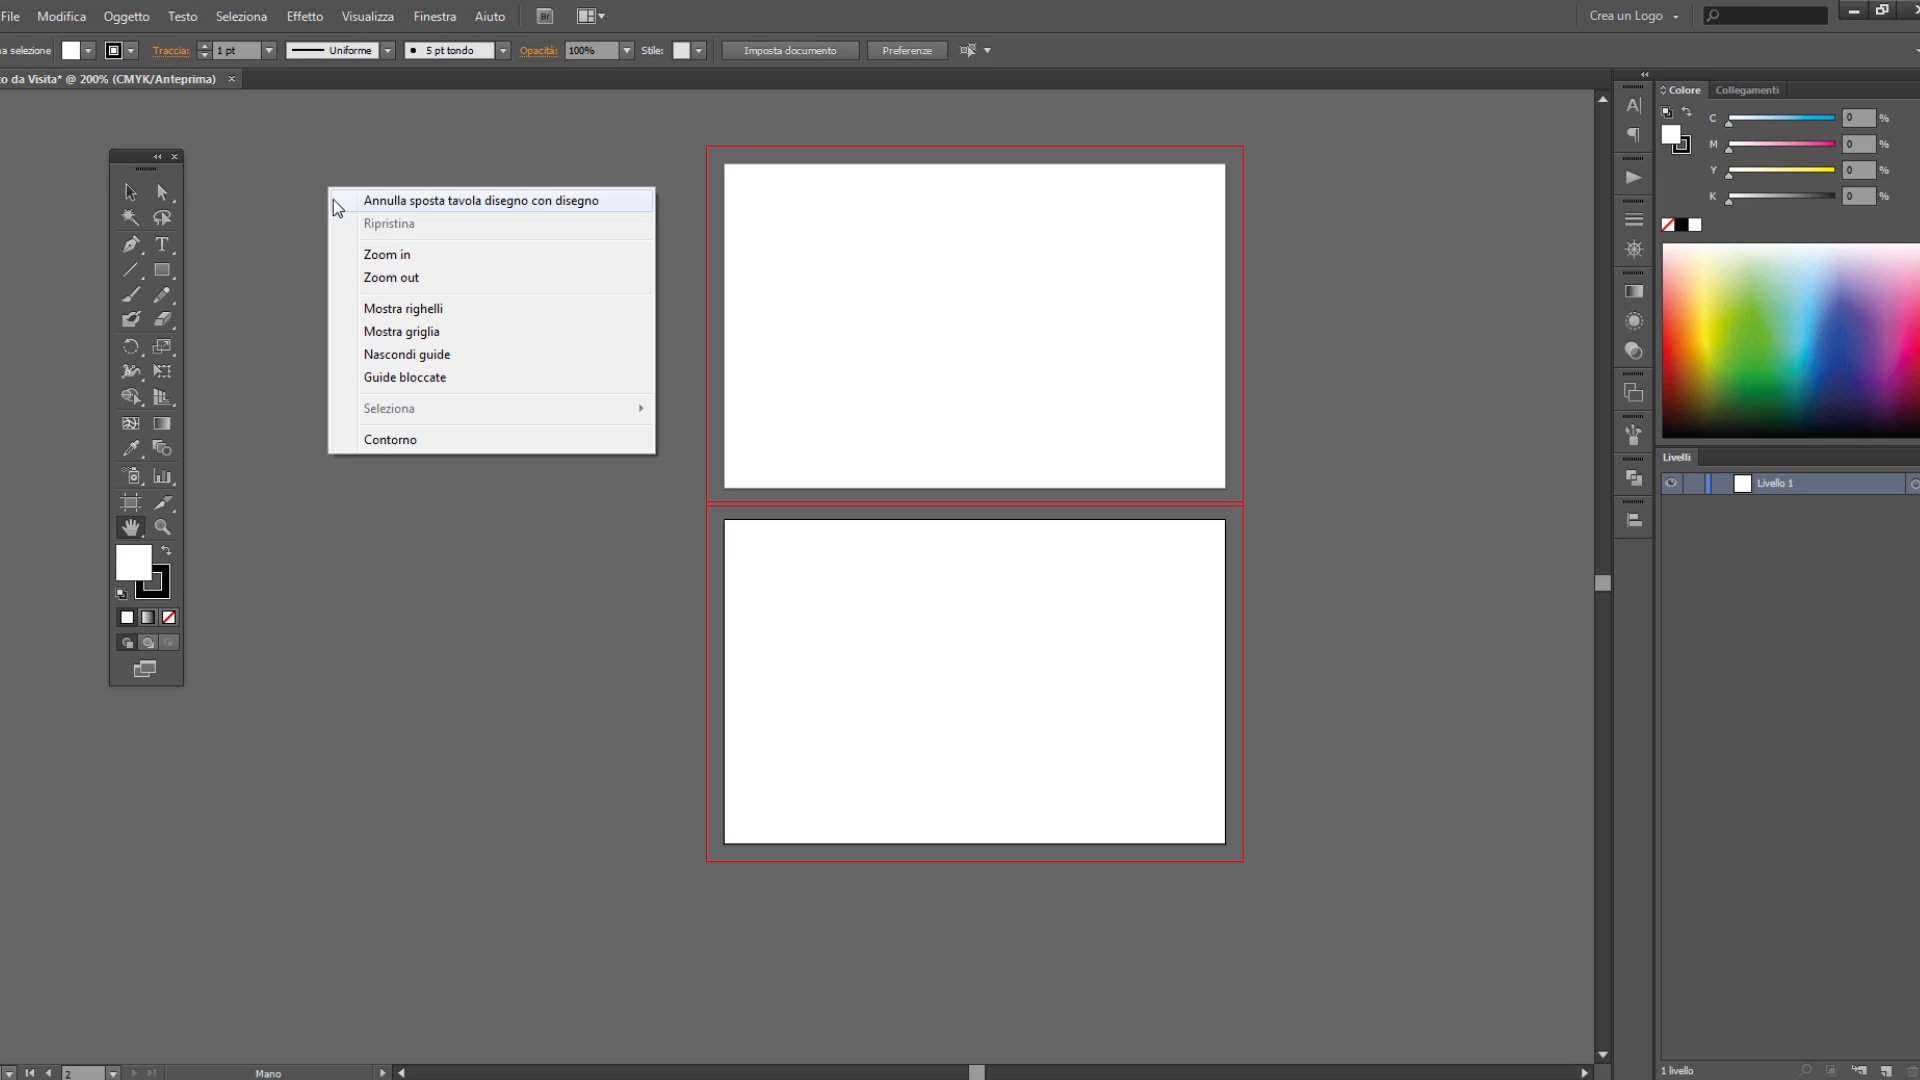 File Modifica Oggetto Testo Seleziona Effetto Visualizza Finestra Aiuto Br Crea un Logo
a selezione Traccia: 1 pt Uniforme 5 pt tondo Opacità: 100% Stile: Imposta documento Preferenze
to da Visita* @ 200% (CMYK/Anteprima)
Colore Collegamenti
C 0 %
M 0 %
Y 0 %
K 0 %
Annulla sposta tavola disegno con disegno
Ripristina
Zoom in
Zoom out
Mostra righelli
Mostra griglia
Nascondi guide
Guide bloccate
Seleziona
Contorno
Livelli
Livello 1
2 Mano
1 livello